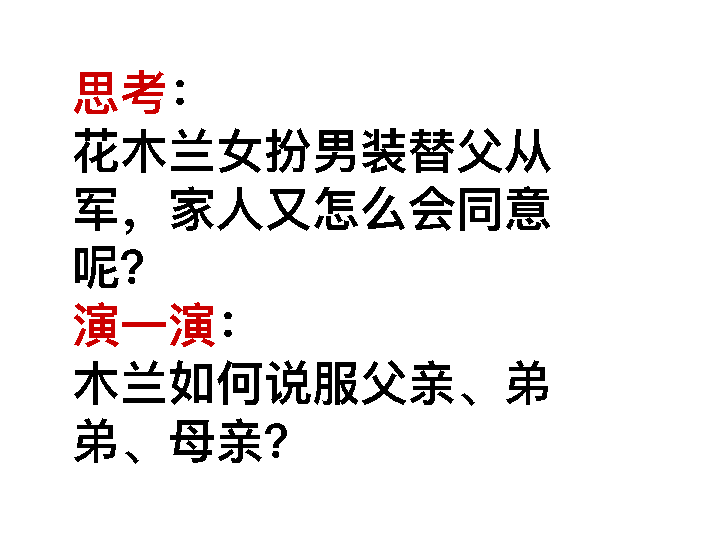 思考：
花木兰女扮男装替父从
军，家人又怎么会同意
呢？
演一演：
木兰如何说服父亲、弟
弟、母亲？